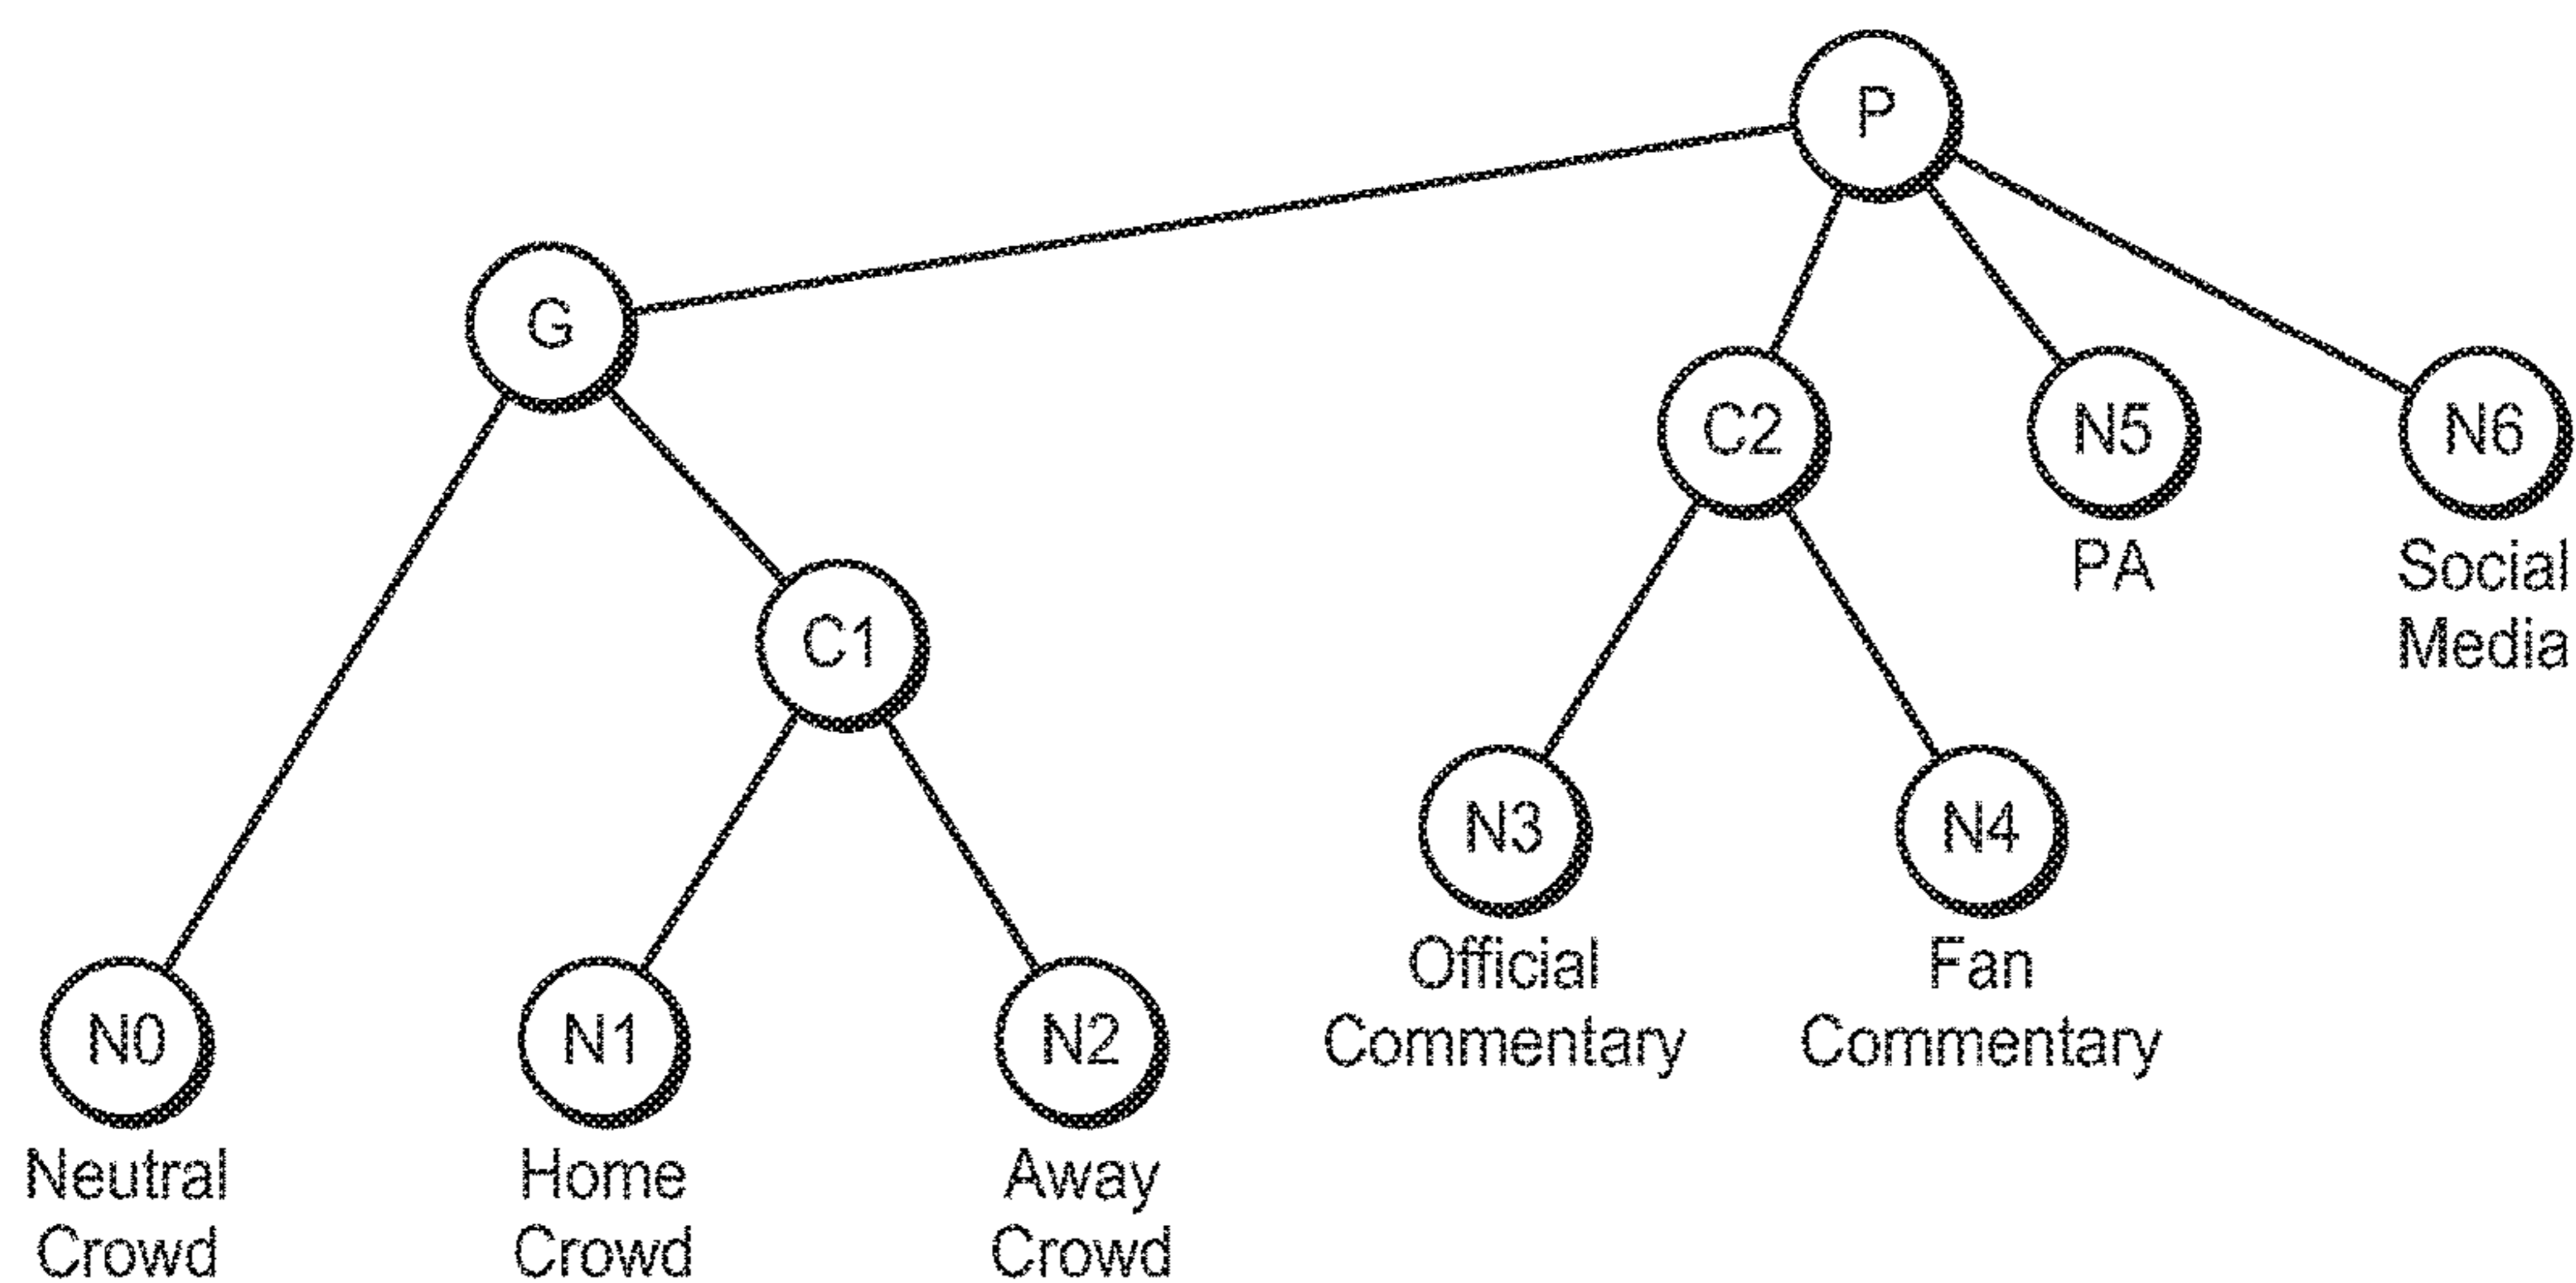 P
G
C2
N5
N6
PA
Social
Media
C1
N3
N4
Official
Commentary
Fan
Commentary
N0
N1
N2
Neutral
Crowd
Home
Crowd
Away
Crowd